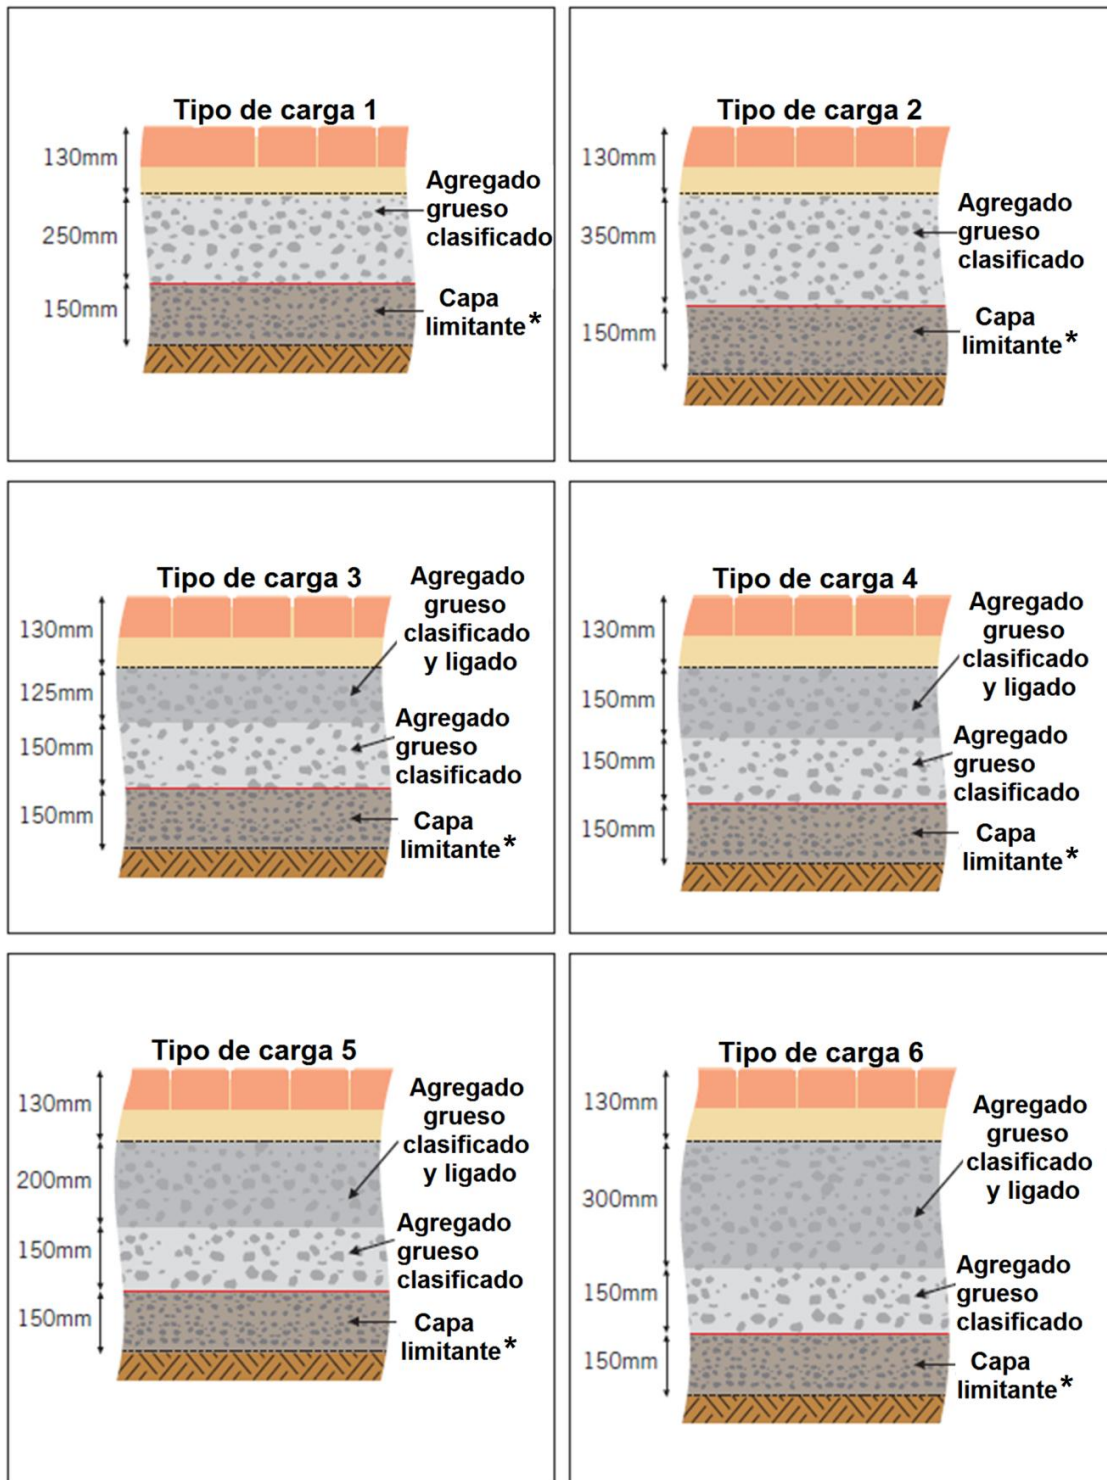 Tipo de carga 1
130mm
250mm
150mm
Agregado
grueso
clasificado
Capa
limitante*
Tipo de carga 2
130mm
350mm
150mm
Agregado
grueso
clasificado
Capa
limitante*
Tipo de carga 3
130mm
125mm
150mm
150mm
Agregado
grueso
clasificado
y ligado
Agregado
grueso
clasificado
Capa
limitante*
Tipo de carga 4
130mm
150mm
150mm
150mm
Agregado
grueso
clasificado
y ligado
Agregado
grueso
clasificado
Capa
limitante*
Tipo de carga 5
130mm
200mm
150mm
150mm
Agregado
grueso
clasificado
y ligado
Agregado
grueso
clasificado
Capa
limitante*
Tipo de carga 6
130mm
300mm
150mm
150mm
Agregado
grueso
clasificado
y ligado
Agregado
grueso
clasificado
Capa
limitante*